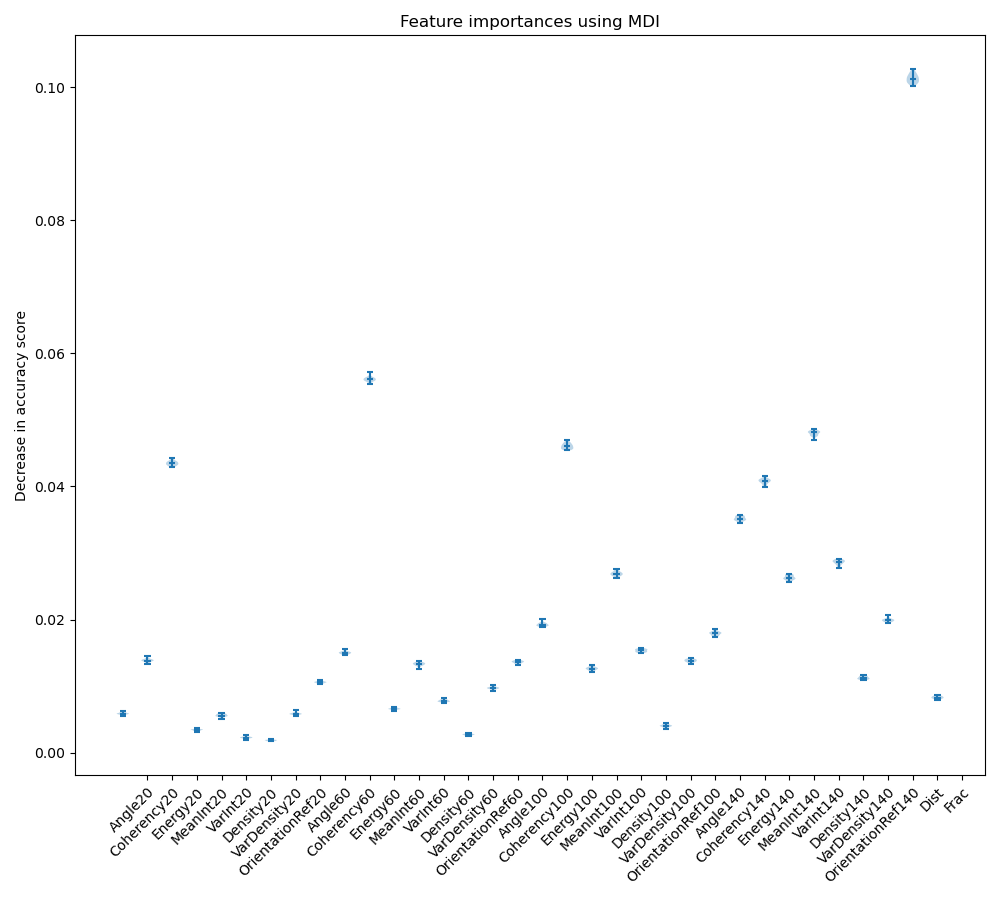 Feature importances using MDI
Decrease in accuracy score
0.10
0.08
0.06
0.04
0.02
0.00
Angle20
Coherency20
Energy20
MeanInt20
VarInt20
Density20
VarDensity20
OrientationRef20
Angle60
Coherency60
Energy60
MeanInt60
VarInt60
Density60
VarDensity60
OrientationRef60
Angle100
Coherency100
Energy100
MeanInt100
VarInt100
Density100
VarDensity100
OrientationRef100
Angle140
Coherency140
Energy140
MeanInt140
VarInt140
Density140
VarDensity140
OrientationRef140
Dist
Frac